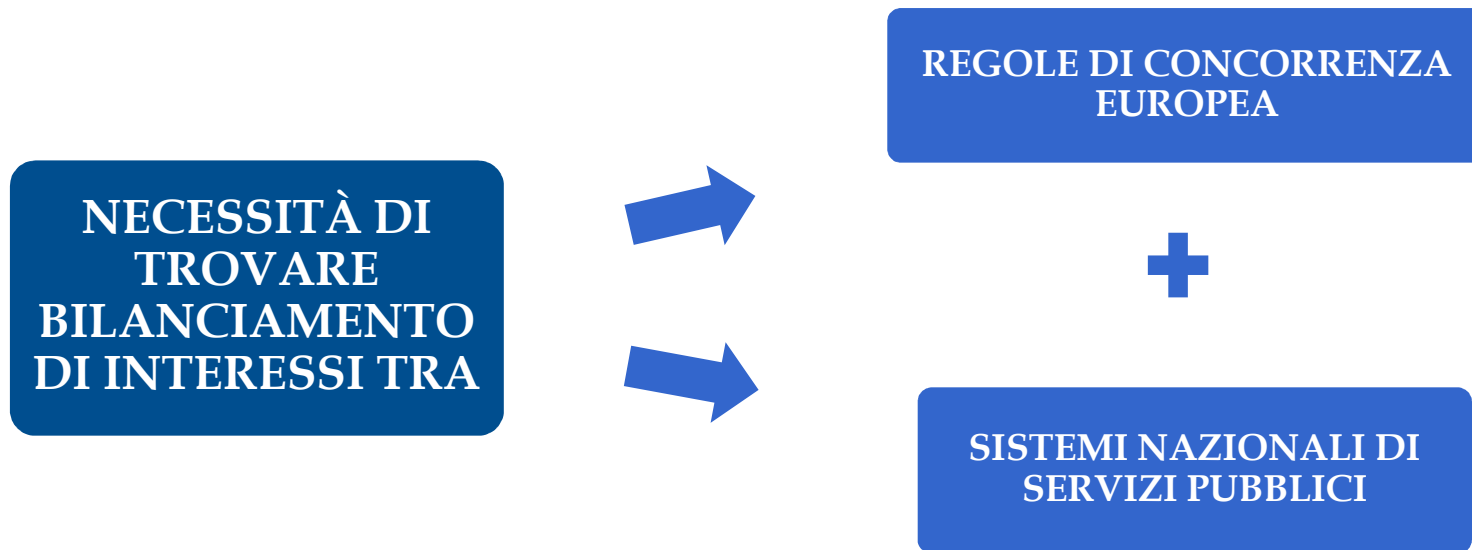 NECESSITÀ DI
TROVARE
BILANCIAMENTO
DI INTERESSI TRA
REGOLE DI CONCORRENZA
EUROPEA
SISTEMI NAZIONALI DI
SERVIZI PUBBLICI